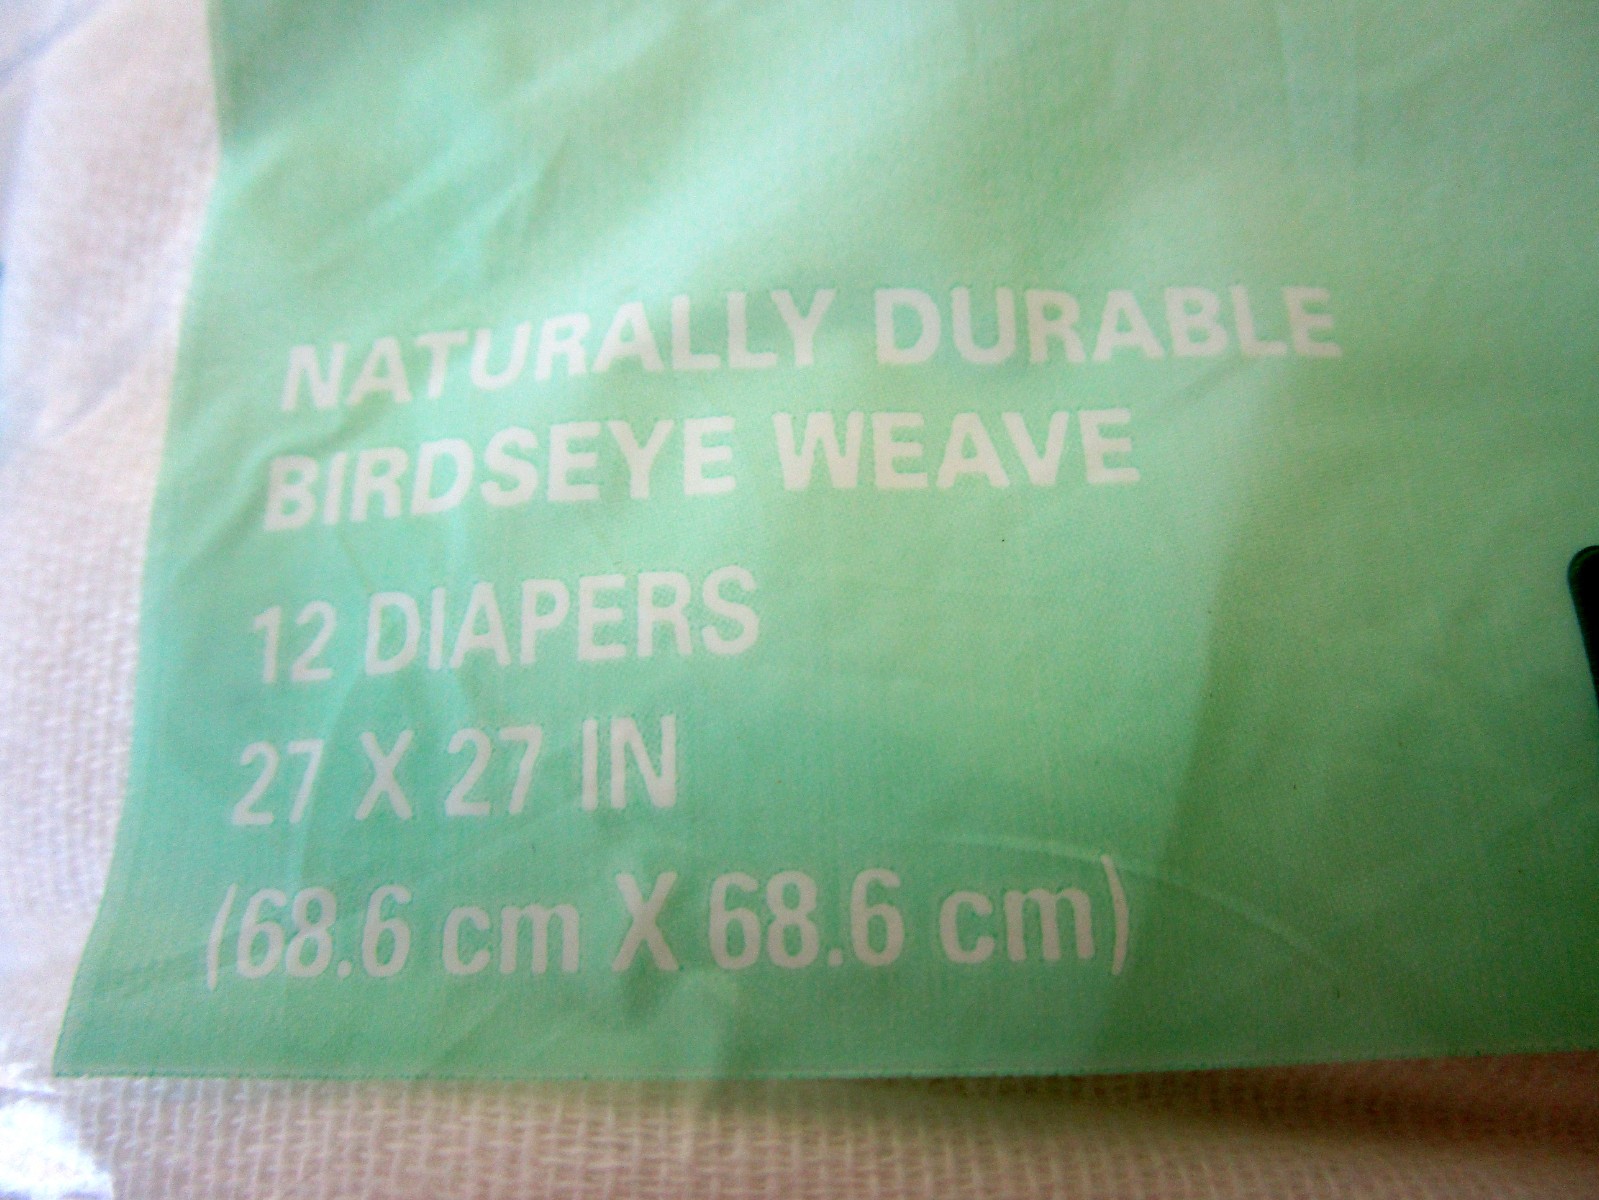 NATURALLY DURABLE
BIRDSEYE WEAVE
12 DIAPERS
27 X 27 IN
(68.6 cm X 68.6 cm)